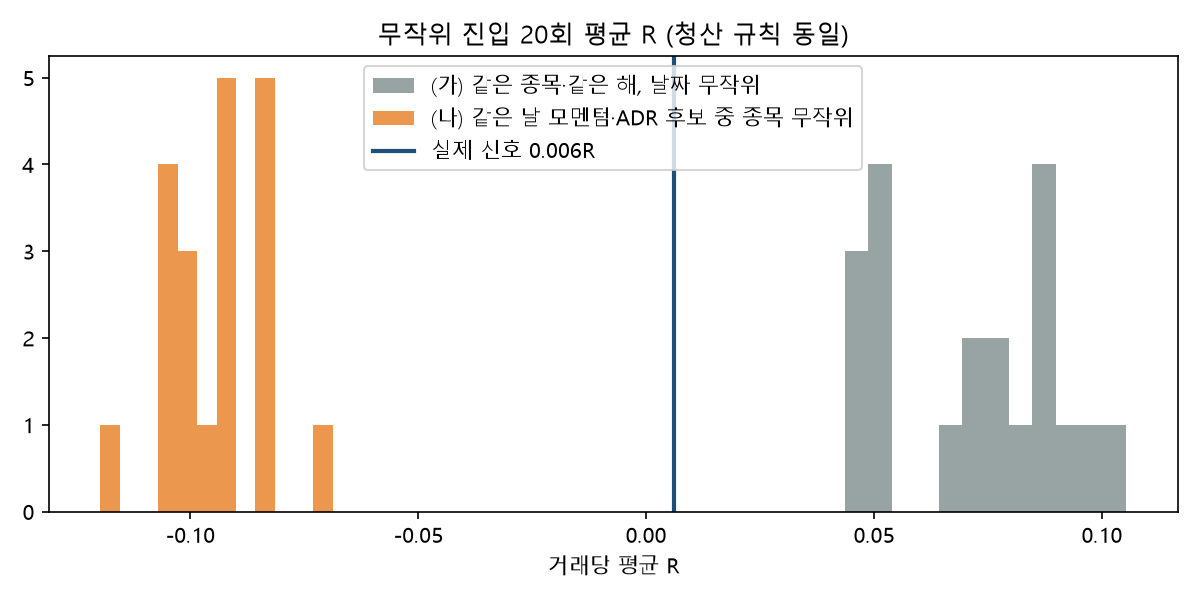 무작위 진입 20회 평균 R (청산 규칙 동일)
(가) 같은 종목·같은 해, 날짜 무작위
(나) 같은 날 모멘텀·ADR 후보 중 종목 무작위
실제 신호 0.006R
5
4
3
2
1
0
-0.10
-0.05
0.00
0.05
0.10
거래당 평균 R